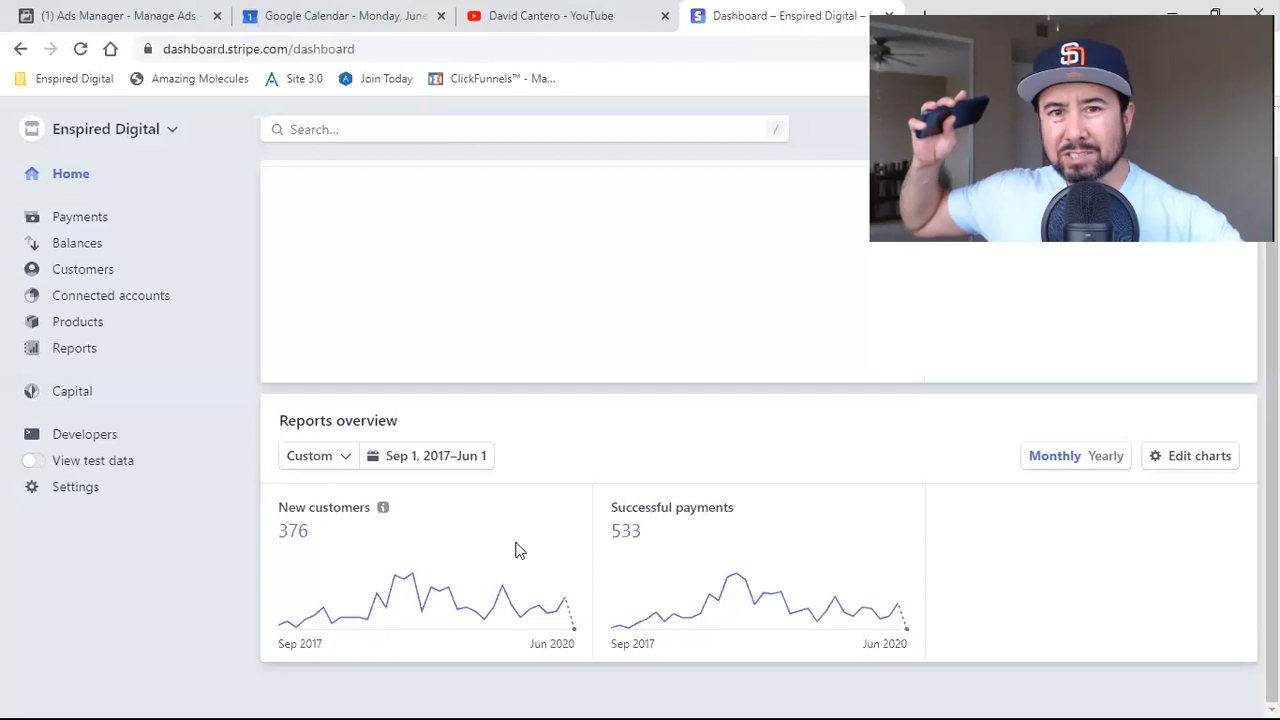 (1) Ads Manager - Manage Ads -
Google Calendar - Monday, June
David Cantero - YouTube
Dashboard – Enspired Digital –
dashboard.stripe.com/dashboard
Enspired Digital
Amazing Molecules
Site 3.0
Join Today
ClickFunnels™ - Ma...
Enspired Digital
Search...
/
Home
Payments
Balances
Customers
Connected accounts
Products
Reports
Capital
Developers
View test data
Settings
Reports overview
Custom
Sep 1, 2017–Jun 1
Monthly Yearly
Edit charts
New customers
376
Sep 2017
Jun 2020
Successful payments
533
Sep 2017
Jun 2020
SD